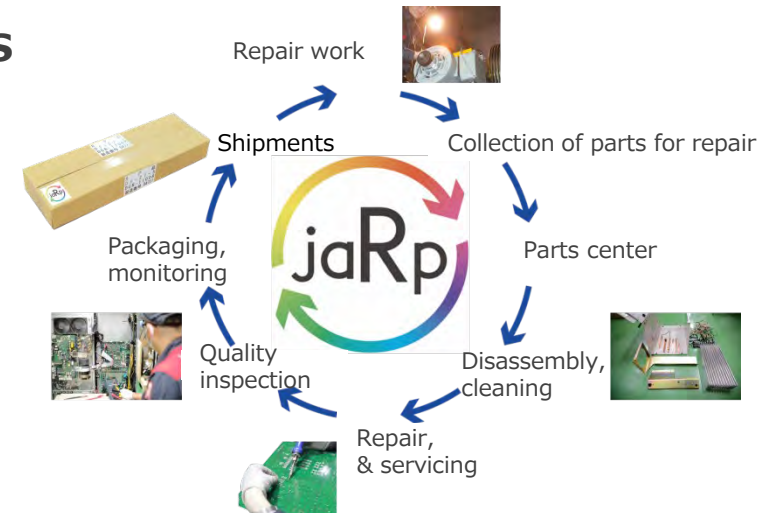 s
Repair work
Shipments
Collection of parts for repair
Packaging,
monitoring
jaRp
Parts center
Quality
inspection
Disassembly,
cleaning
Repair,
& servicing
jaRp